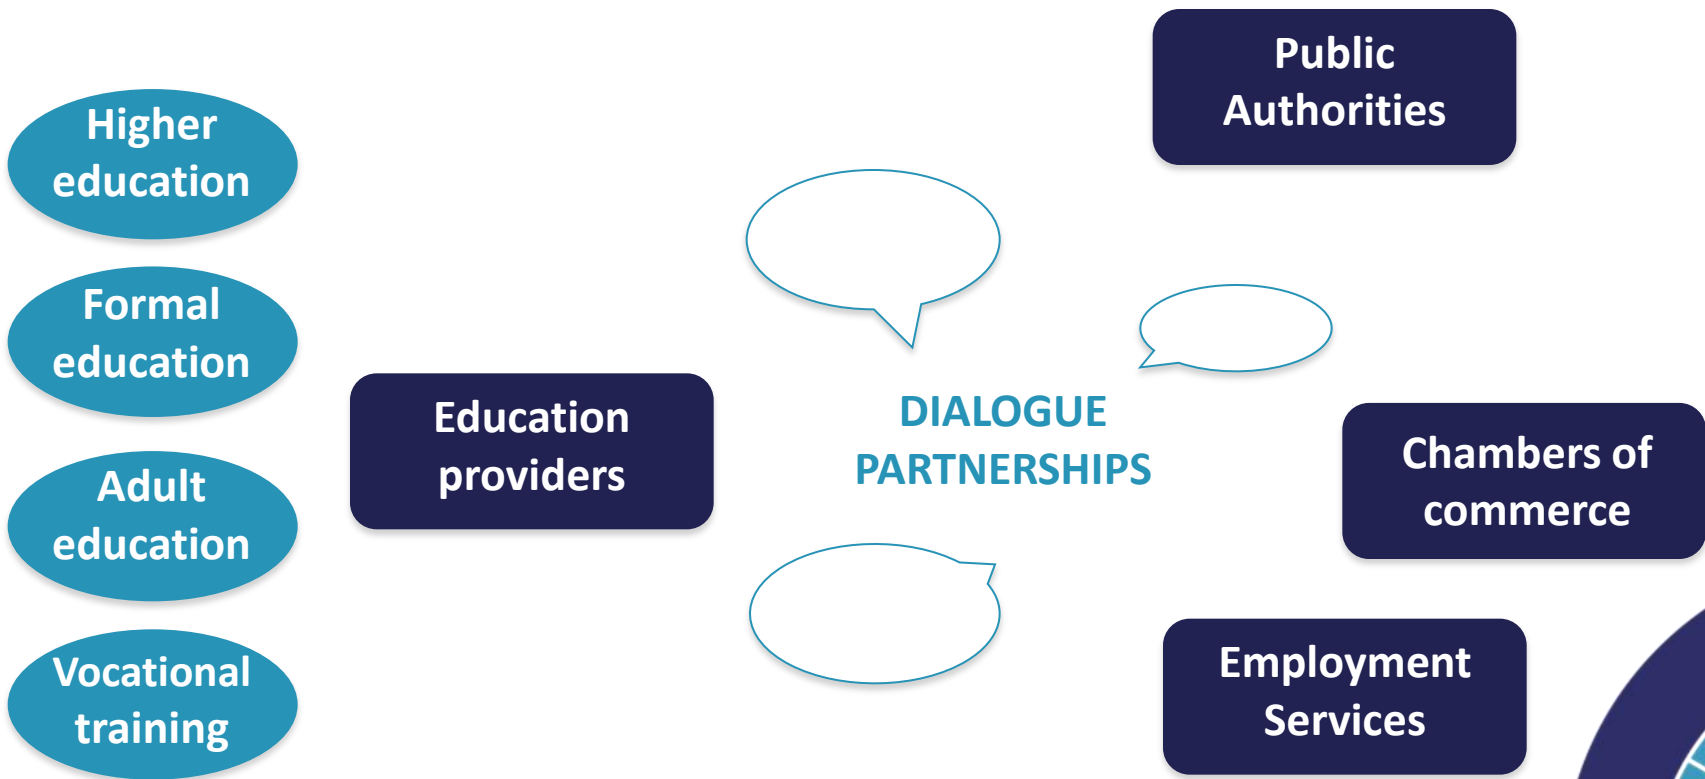 Higher
education
Formal
education
Adult
education
Vocational
training
Education
providers
DIALOGUE
PARTNERSHIPS
Public
Authorities
Chambers of
commerce
Employment
Services